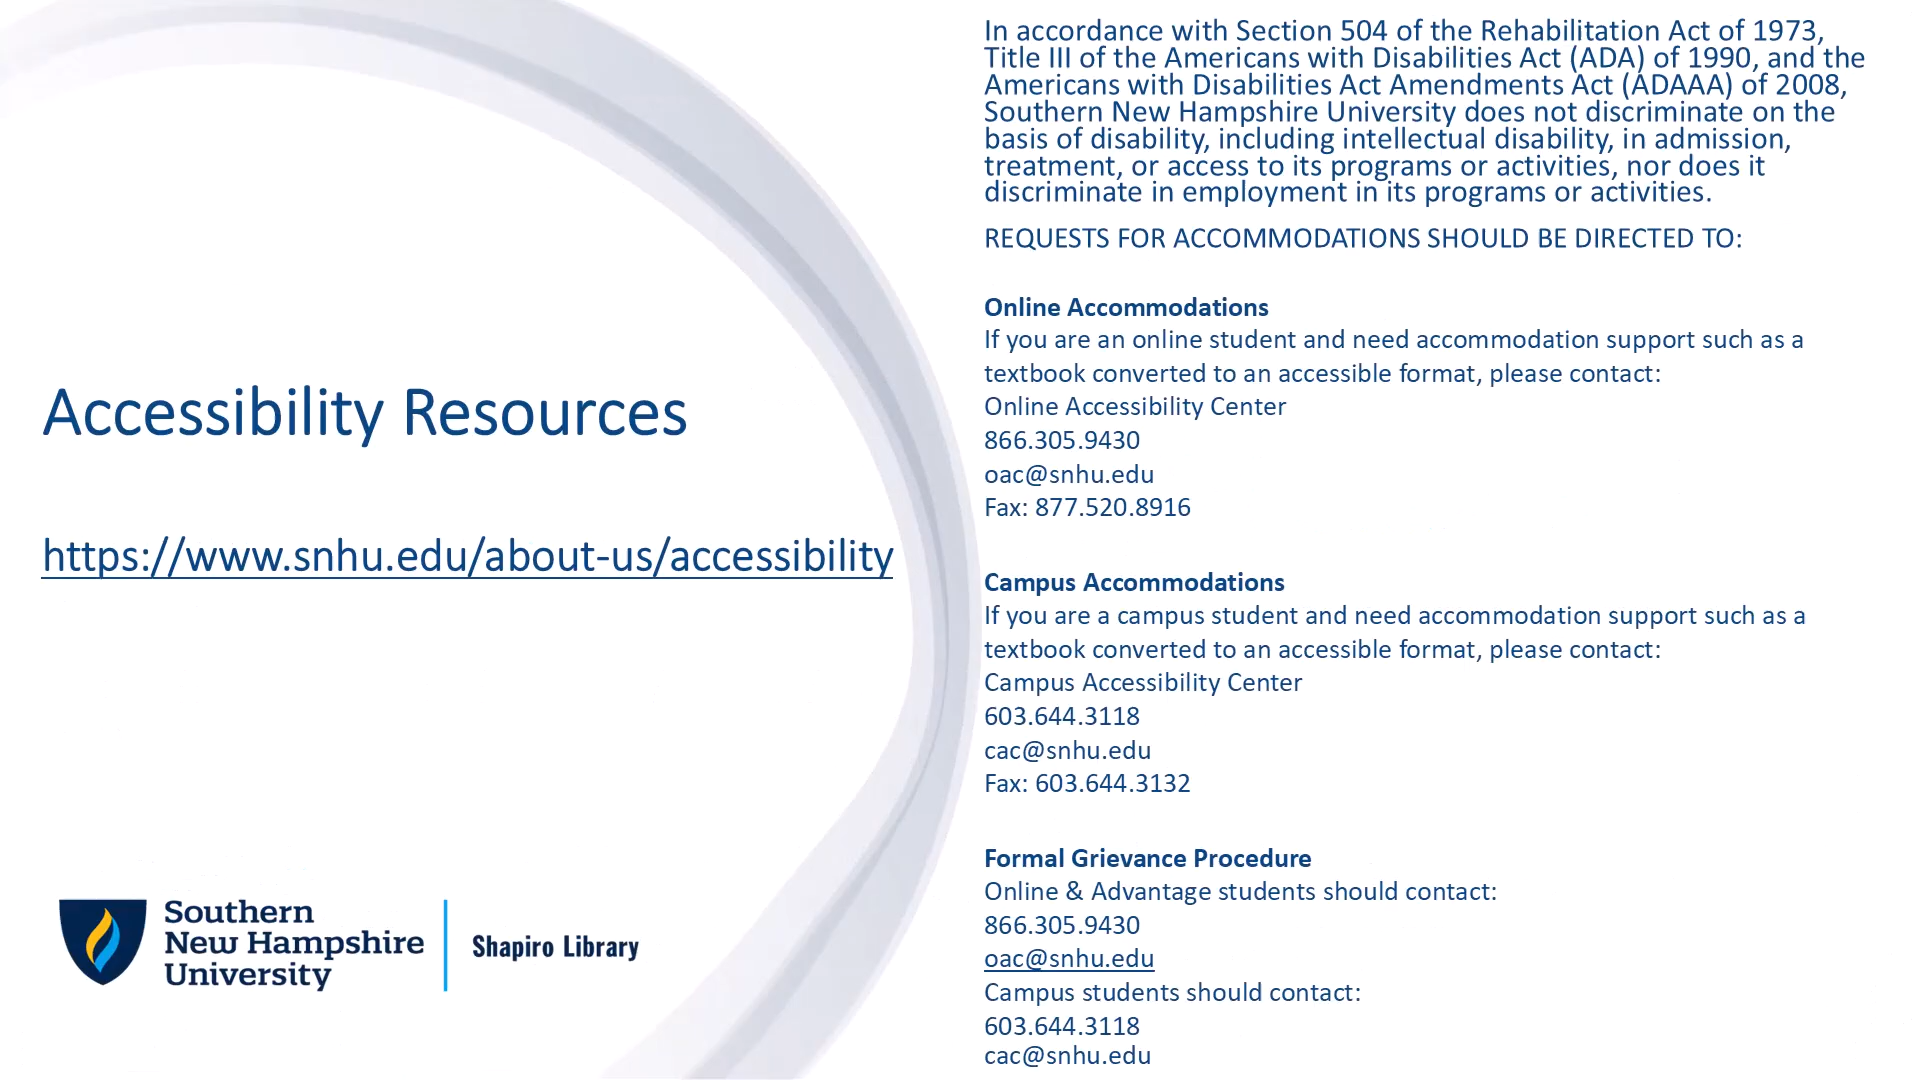 Accessibility Resources
https://www.snhu.edu/about-us/accessibility
Southern
New Hampshire
University
Shapiro Library
In accordance with Section 504 of the Rehabilitation Act of 1973,
Title III of the Americans with Disabilities Act (ADA) of 1990, and the
Americans with Disabilities Act Amendments Act (ADAAA) of 2008,
Southern New Hampshire University does not discriminate on the
basis of disability, including intellectual disability, in admission,
treatment, or access to its programs or activities, nor does it
discriminate in employment in its programs or activities.
REQUESTS FOR ACCOMMODATIONS SHOULD BE DIRECTED TO:
Online Accommodations
If you are an online student and need accommodation support such as a
textbook converted to an accessible format, please contact:
Online Accessibility Center
866.305.9430
oac@snhu.edu
Fax: 877.520.8916
Campus Accommodations
If you are a campus student and need accommodation support such as a
textbook converted to an accessible format, please contact:
Campus Accessibility Center
603.644.3118
cac@snhu.edu
Fax: 603.644.3132
Formal Grievance Procedure
Online & Advantage students should contact:
866.305.9430
oac@snhu.edu
Campus students should contact:
603.644.3118
cac@snhu.edu